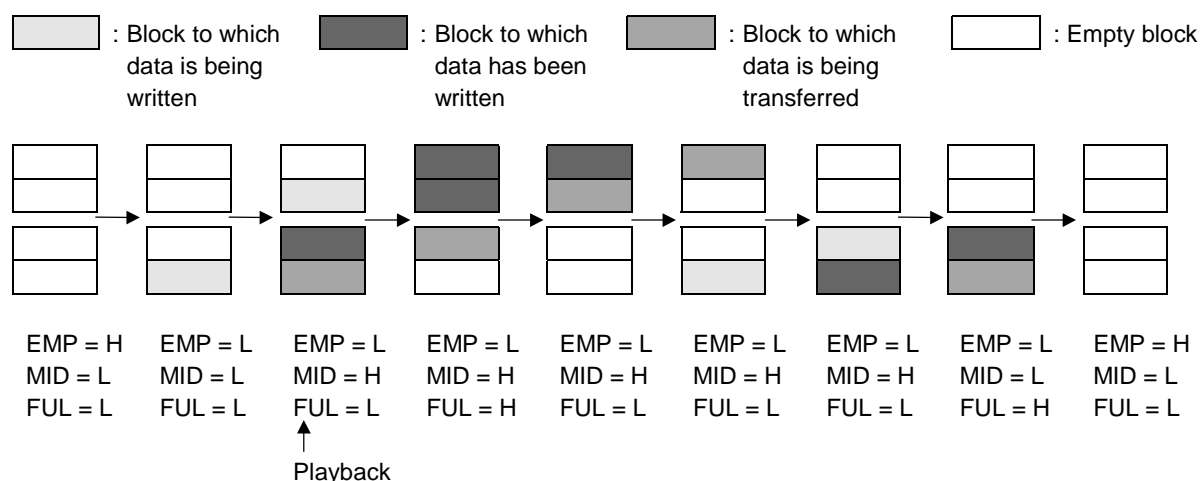 : Block to which
data is being
written
: Block to which
data has been
written
: Block to which
data is being
transferred
: Empty block
EMP = H EMP = L EMP = L EMP = L EMP = L EMP = L EMP = L EMP = L EMP = H
MID = L MID = L MID = H MID = H MID = H MID = H MID = H MID = L MID = L
FUL = L FUL = L FUL = L FUL = H FUL = L FUL = L FUL = L FUL = H FUL = L
Playback